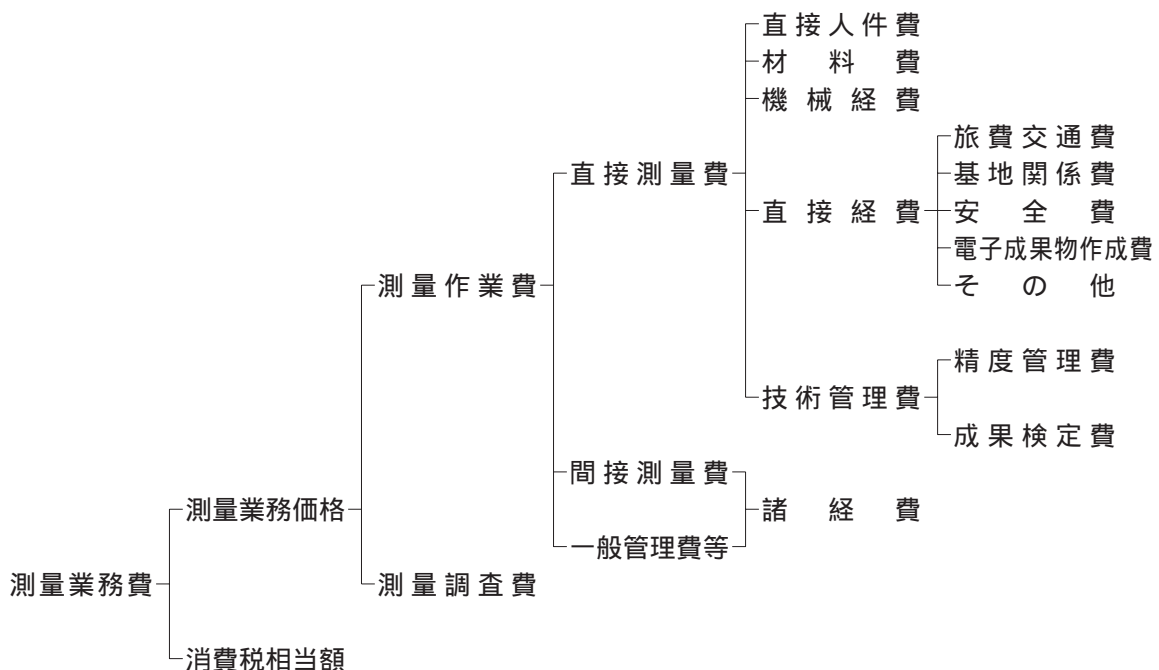 直接人件費
材料費
機械経費
旅費交通費
基地関係費
直接測量費
直接経費
安全費
電子成果物作成費
測量作業費
その他
精度管理費
技術管理費
成果検定費
間接測量費
測量業務価格
諸経費
一般管理費等
測量業務費
測量調査費
消費税相当額